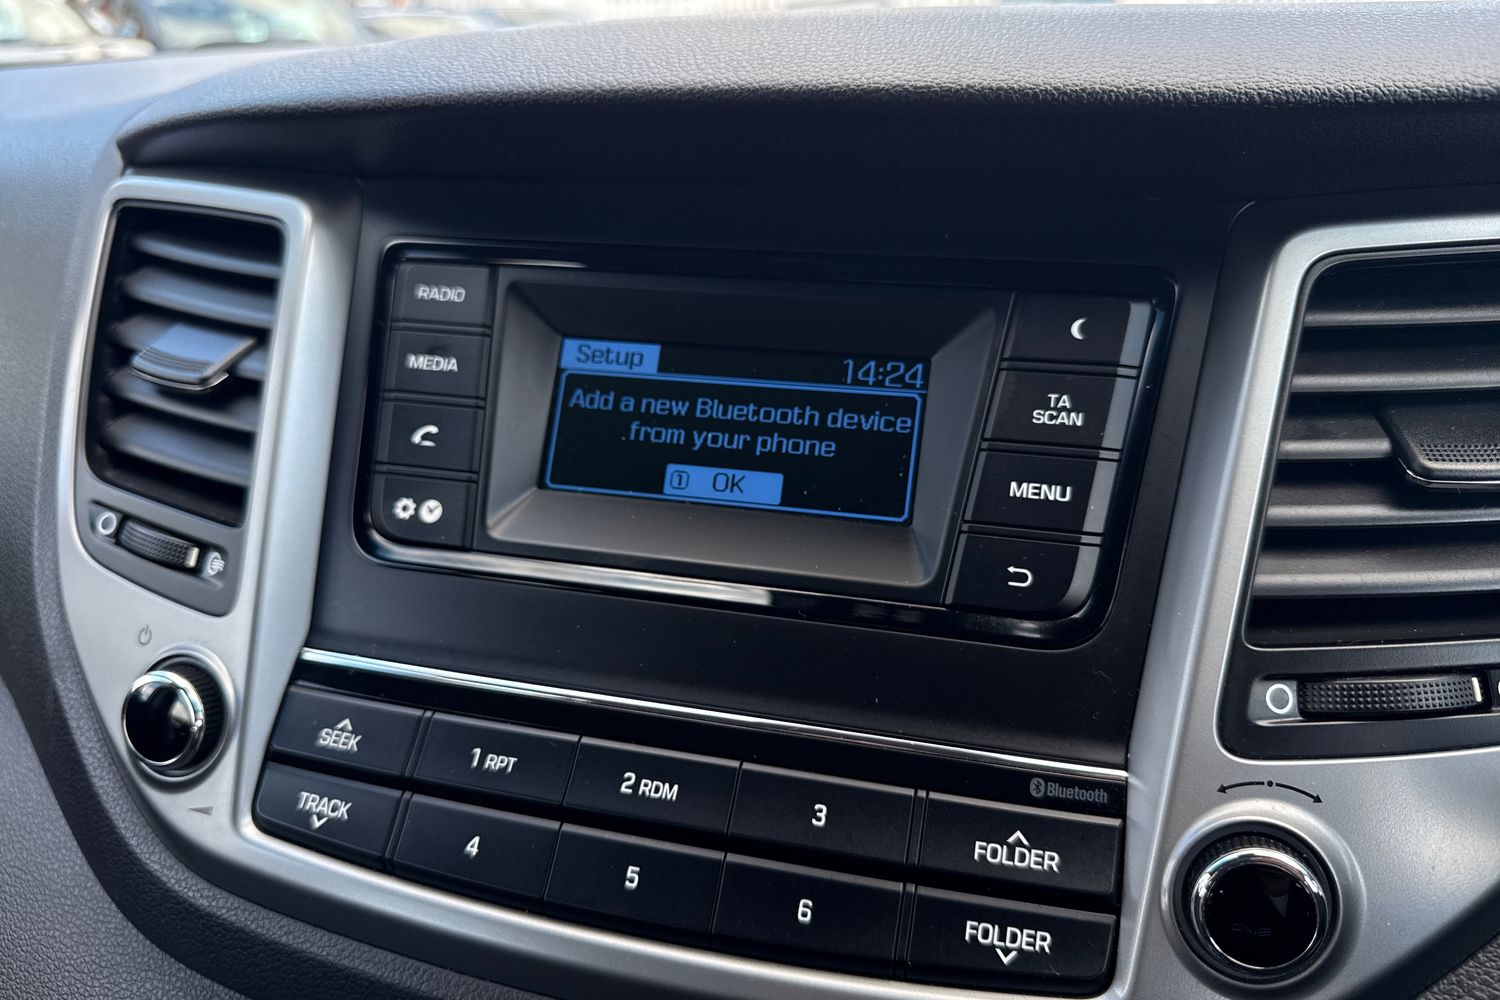 RADIO
MEDIA
Setup 14:24
Add a new Bluetooth device
from your phone
1 OK
TA
SCAN
MENU
SEEK
TRACK
1 RPT
2 RDM
3
4
5
6
Bluetooth
FOLDER
FOLDER